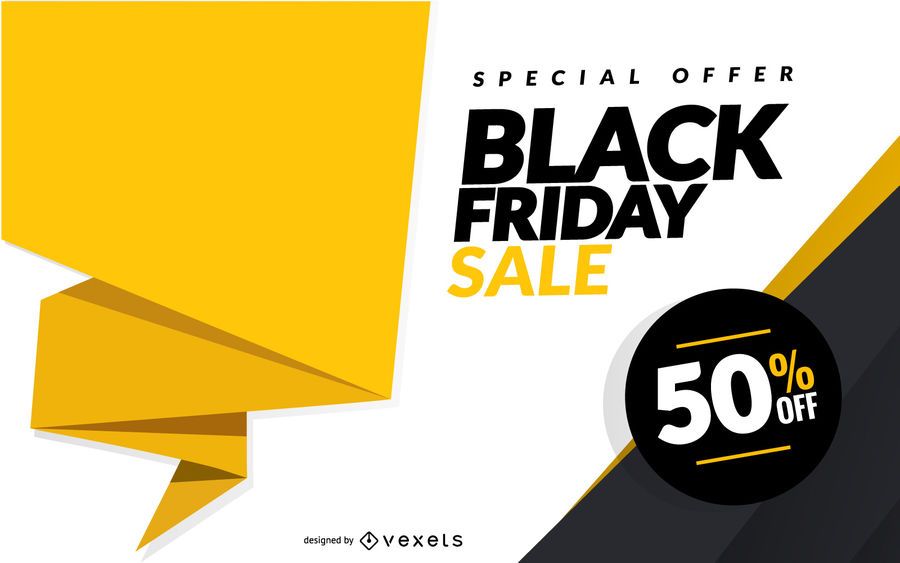 SPECIAL OFFER
BLACK
FRIDAY
SALE
50% OFF
designed by vexels